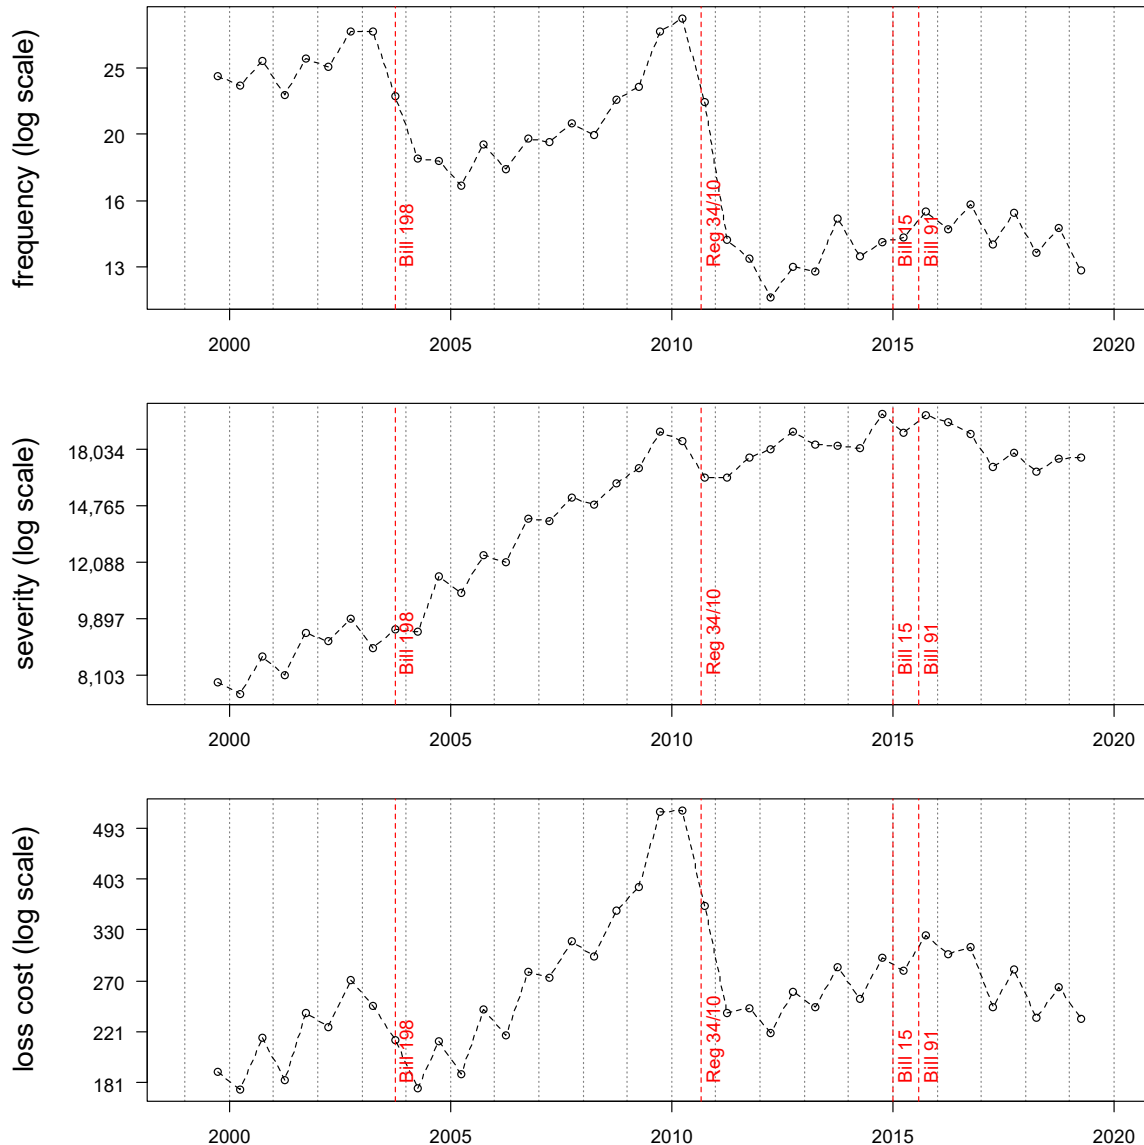 frequency (log scale)
25
20
16
13
Bill 198
Reg 34/10
Bill 15
Bill 91
2000 2005 2010 2015 2020
severity (log scale)
18,034
14,765
12,088
9,897
8,103
Bill 198
Reg 34/10
Bill 15
Bill 91
2000 2005 2010 2015 2020
loss cost (log scale)
493
403
330
270
221
181
Bill 198
Reg 34/10
Bill 15
Bill 91
2000 2005 2010 2015 2020